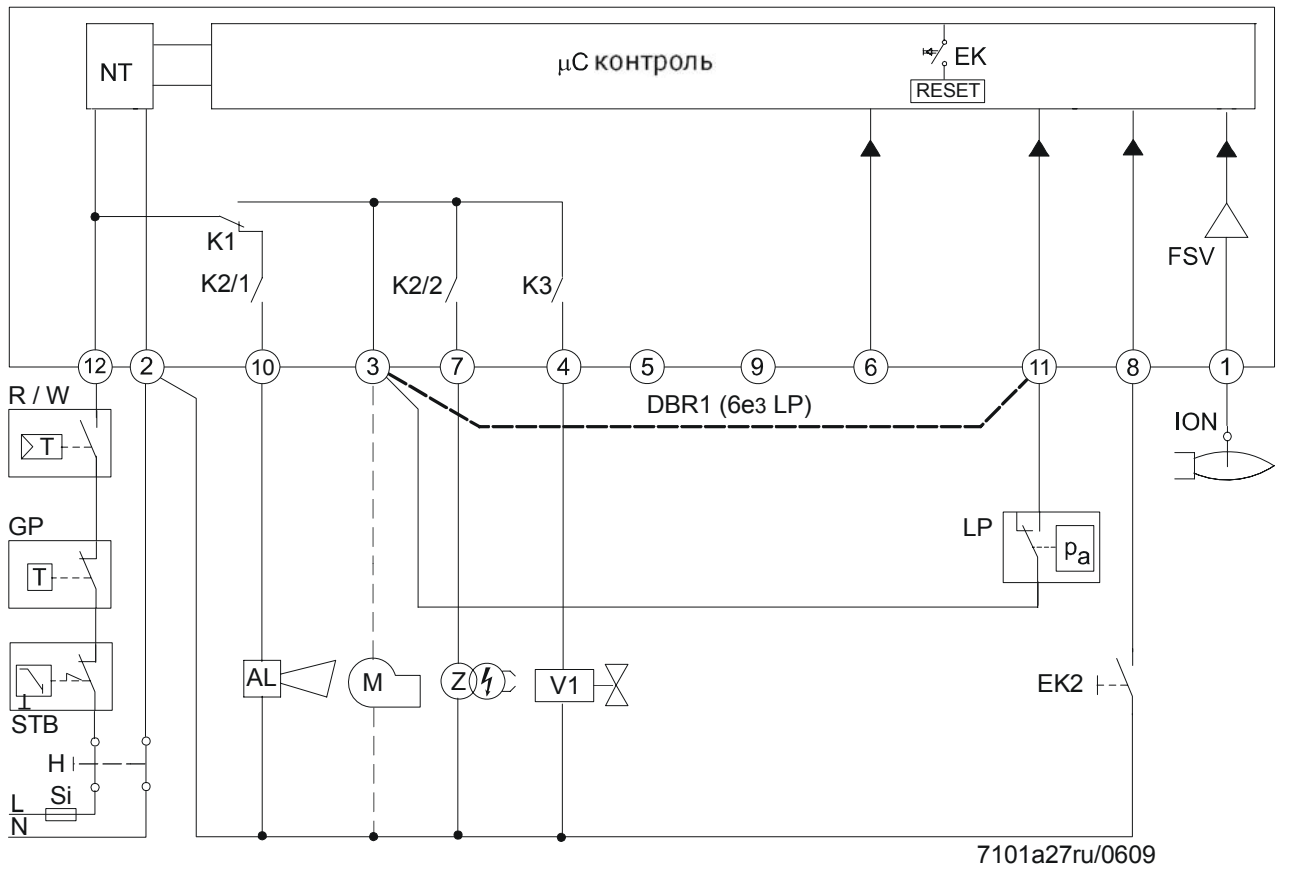 NT
µC контроль
EK
RESET
FSV
K1
K2/1
K2/2
K3
12
2
10
3
7
4
5
9
6
11
8
1
R / W
DBR1 (6eз LP)
ION
T
GP
LP
pa
T
AL
M
Z
V1
EK2
STB
H
Si
L
N
7101a27ru/0609